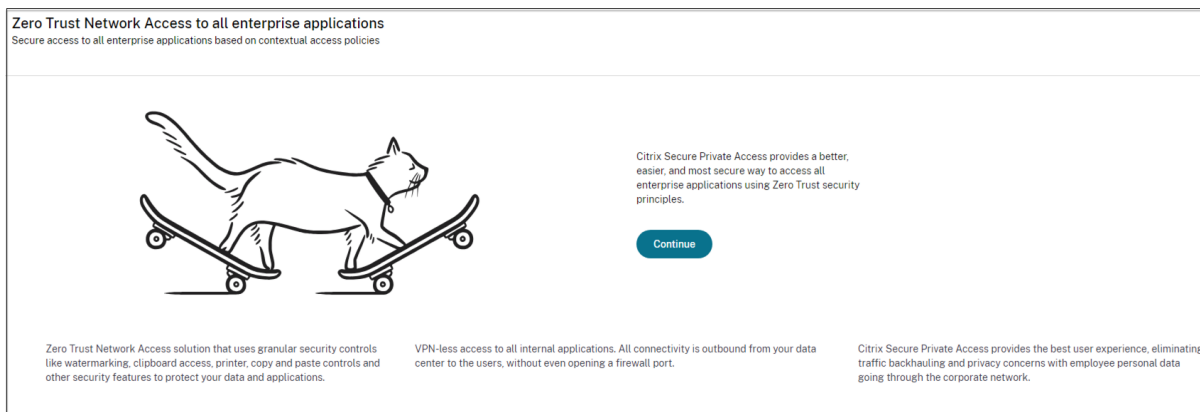 Zero Trust Network Access to all enterprise applications
Secure access to all enterprise applications based on contextual access policies
Citrix Secure Private Access provides a better,
easier, and most secure way to access all
enterprise applications using Zero Trust security
principles.
Continue
Zero Trust Network Access solution that uses granular security controls
like watermarking, clipboard access, printer, copy and paste controls and
other security features to protect your data and applications.
VPN-less access to all internal applications. All connectivity is outbound from your data
center to the users, without even opening a firewall port.
Citrix Secure Private Access provides the best user experience, eliminating
traffic backhauling and privacy concerns with employee personal data
going through the corporate network.